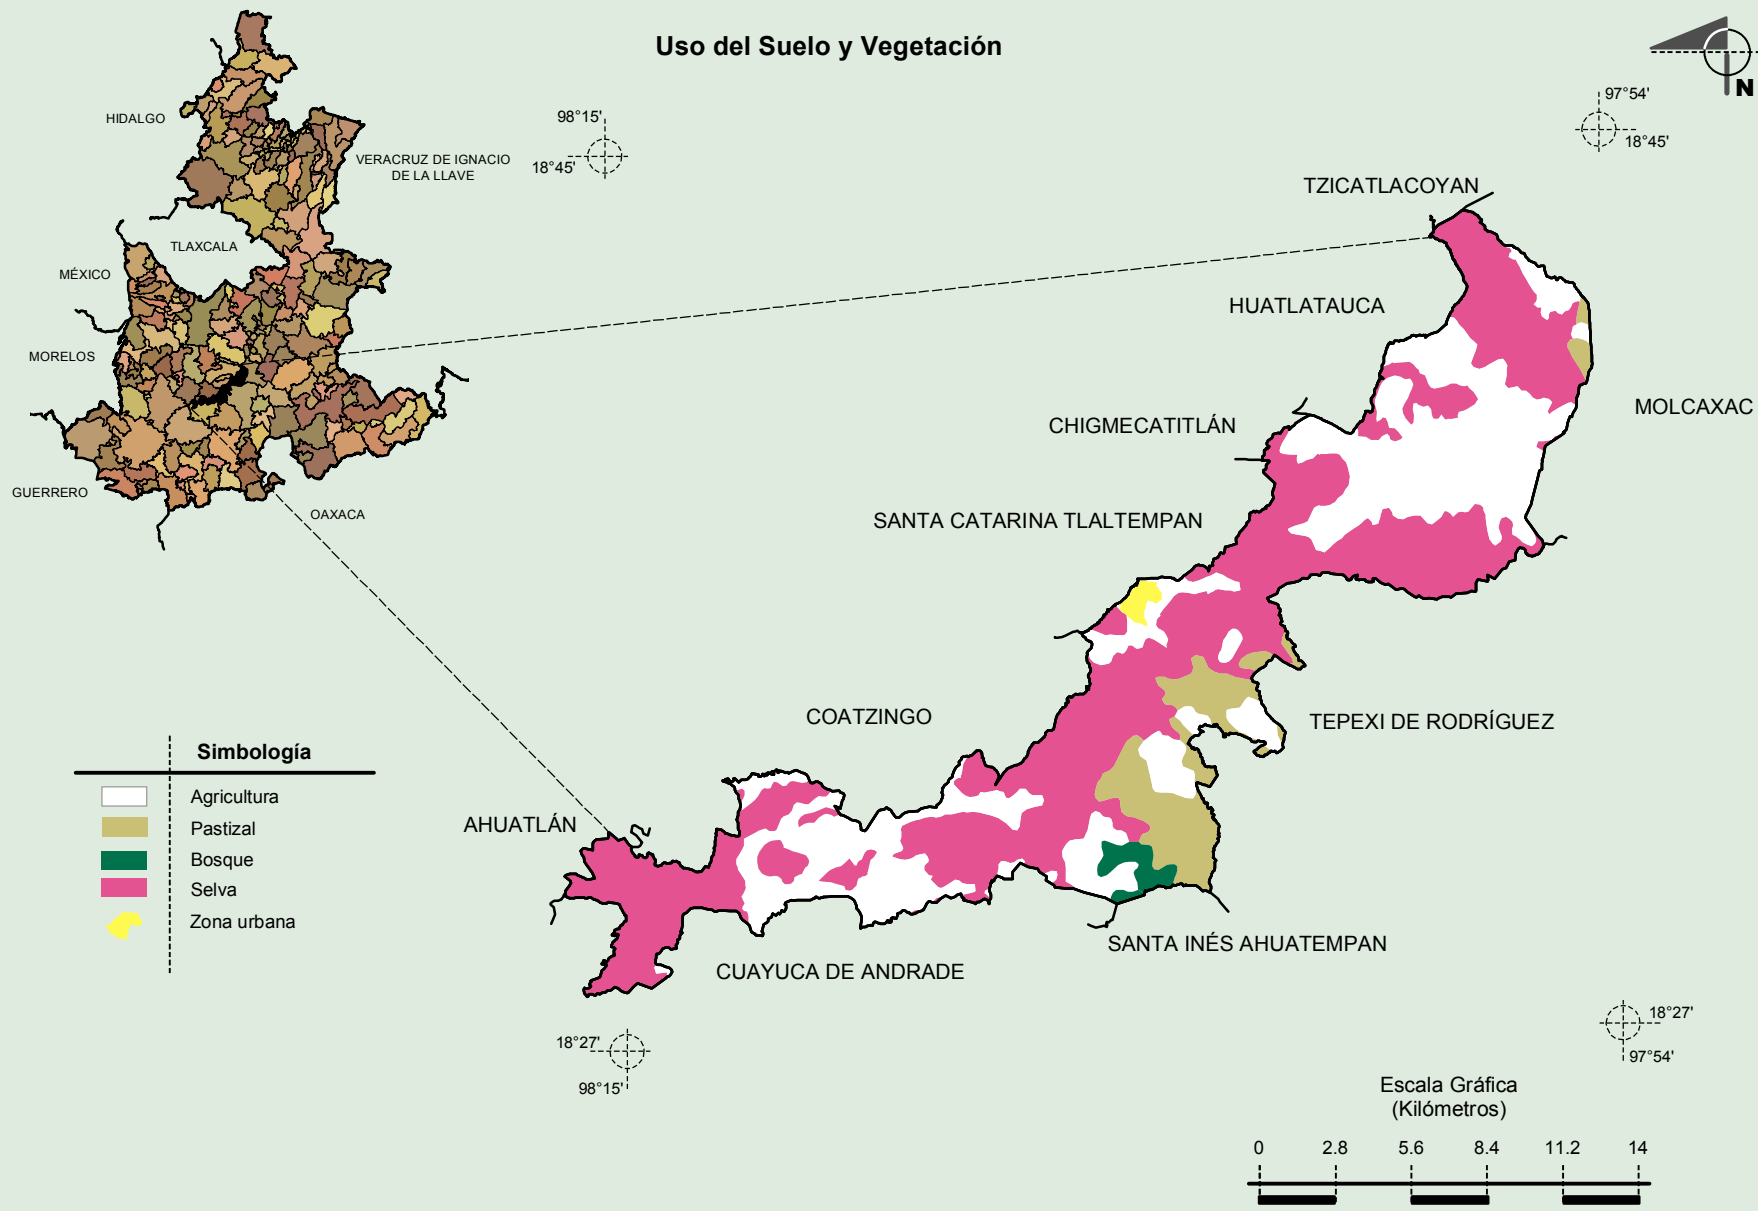 Uso del Suelo y Vegetación
N
98°15'
18°45'
97°54'
18°45'
HIDALGO
VERACRUZ DE IGNACIO
DE LA LLAVE
TLAXCALA
MÉXICO
MORELOS
GUERRERO
OAXACA
TZICATLACOYAN
HUATLATAUCA
MOLCAXAC
CHIGMECATITLÁN
SANTA CATARINA TLALTEMPAN
COATZINGO
TEPEXI DE RODRÍGUEZ
AHUATLÁN
SANTA INÉS AHUATEMPAN
CUAYUCA DE ANDRADE
Simbología
Agricultura
Pastizal
Bosque
Selva
Zona urbana
18°27'
98°15'
18°27'
97°54'
Escala Gráfica
(Kilómetros)
0 2.8 5.6 8.4 11.2 14